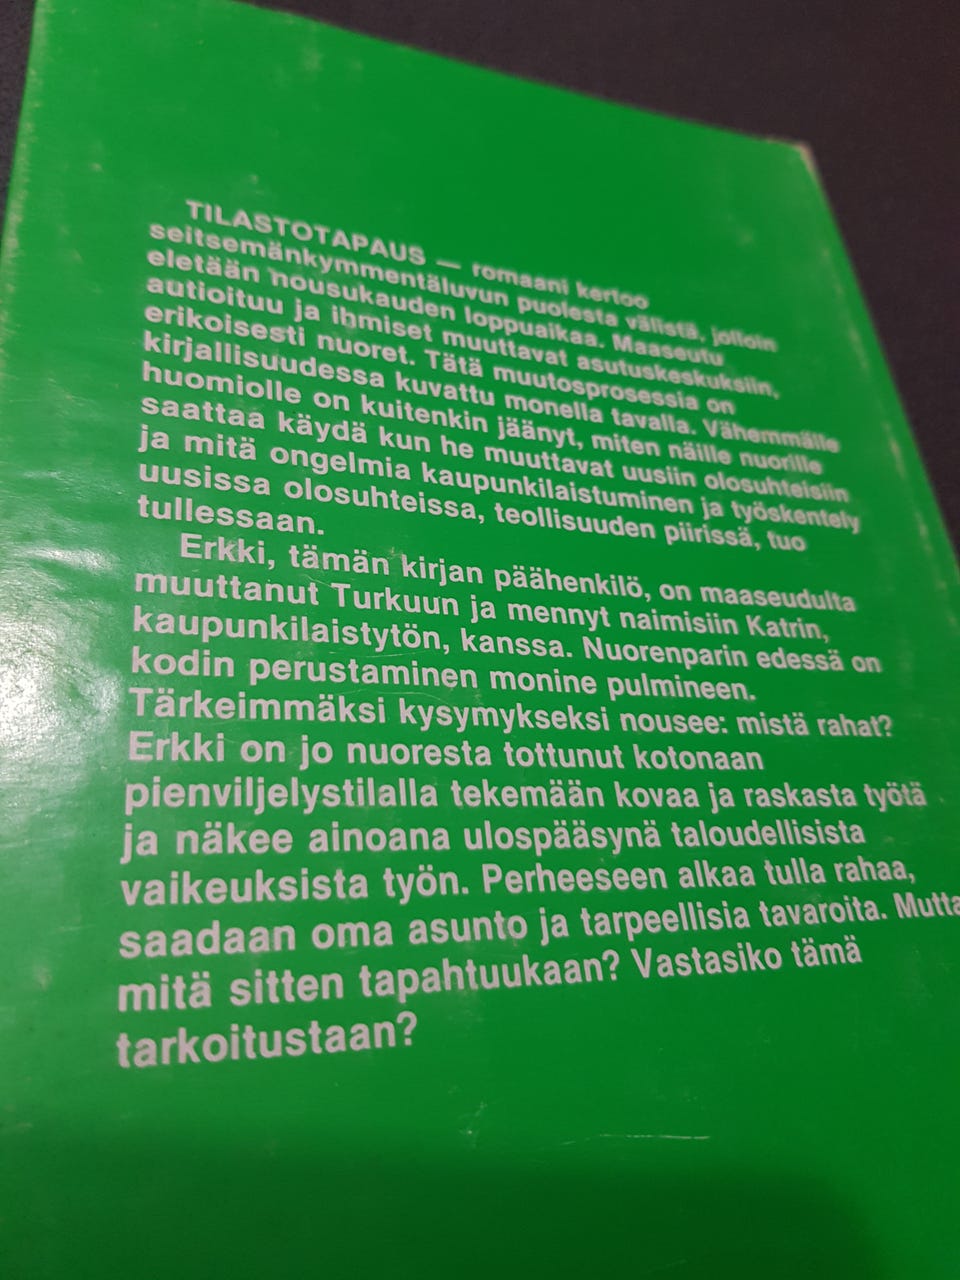 TILASTOTAPAUS — romaani kertoo
seitsemänkymmentäluvun puolesta välistä, jolloin
eletään nousukauden loppuaikaa. Maaseutu
autioituu ja ihmiset muuttavat asutuskeskuksiin,
erikoisesti nuoret. Tätä muutosprosessia on
kirjallisuudessa kuvattu monella tavalla. Vähemmälle
huomiolle on kuitenkin jäänyt, miten näille nuorille
saattaa käydä kun he muuttavat uusiin olosuhteisiin
ja mitä ongelmia kaupunkilaistuminen ja työskentely
uusissa olosuhteissa, teollisuuden piirissä, tuo
tullessaan.
Erkki, tämän kirjan päähenkilö, on maaseudulta
muuttanut Turkuun ja mennyt naimisiin Katrin,
kaupunkilaistytön, kanssa. Nuorenparin edessä on
kodin perustaminen monine pulmineen.
Tärkeimmäksi kysymykseksi nousee: mistä rahat?
Erkki on jo nuoresta tottunut kotonaan
pienviljelystilalla tekemään kovaa ja raskasta työtä
ja näkee ainoana ulospääsynä taloudellisista
vaikeuksista työn. Perheeseen alkaa tulla rahaa,
saadaan oma asunto ja tarpeellisia tavaroita. Mutta
mitä sitten tapahtuukaan? Vastasiko tämä
tarkoitustaan?